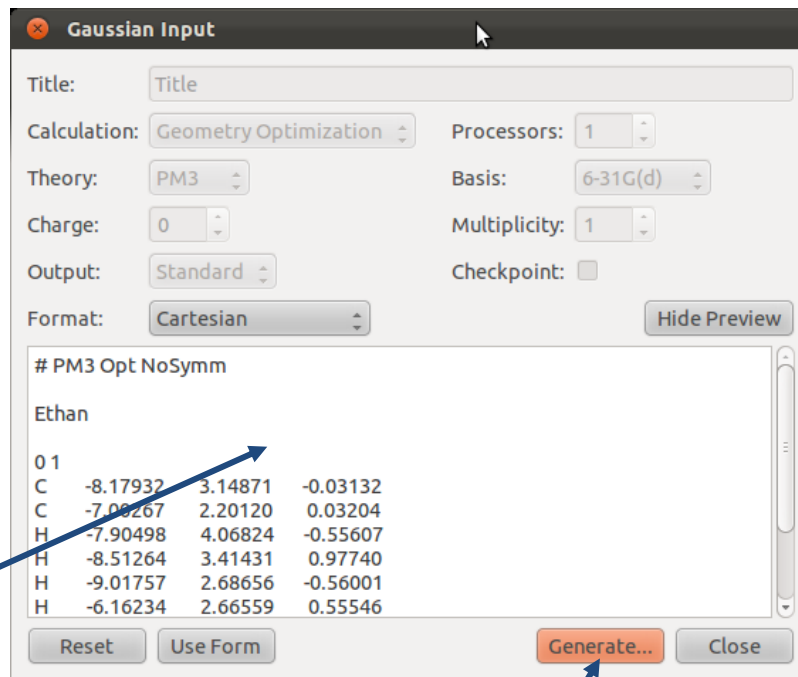 Gaussian Input
Title: Title
Calculation: Geometry Optimization Processors: 1
Theory: PM3 Basis: 6-31G(d)
Charge: 0 Multiplicity: 1
Output: Standard Checkpoint:
Format: Cartesian Hide Preview
# PM3 Opt NoSymm
Ethan
0 1
C -8.17932 3.14871 -0.03132
C 2.20120 0.03204
H -7.90498 4.06824 -0.55607
H -8.51264 3.41431 0.97740
H -9.01757 2.68656 -0.56001
H -6.16234 2.66559 0.55546
Reset Use Form Generate... Close